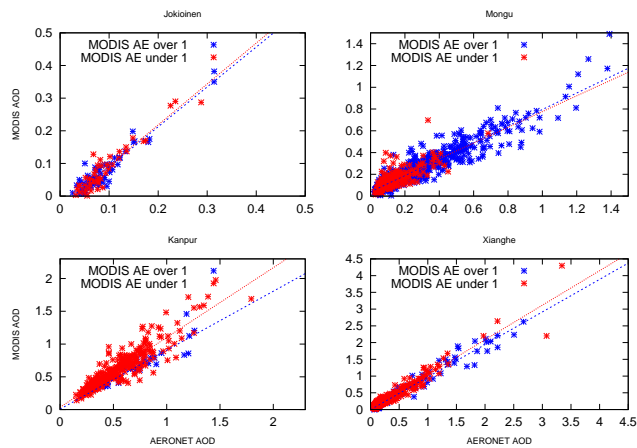 Jokioinen
MODIS AE over 1
MODIS AE under 1
MODIS AOD
0.5
0.4
0.3
0.2
0.1
0
0 0.1 0.2 0.3 0.4 0.5
Mongu
MODIS AE over 1
MODIS AE under 1
1.4
1.2
1
0.8
0.6
0.4
0.2
0
0 0.2 0.4 0.6 0.8 1 1.2 1.4
Kanpur
MODIS AE over 1
MODIS AE under 1
MODIS AOD
2
1.5
1
0.5
0
0 0.5 1 1.5 2
AERONET AOD
Xianghe
MODIS AE over 1
MODIS AE under 1
4.5
4
3.5
3
2.5
2
1.5
1
0.5
0
0 0.5 1 1.5 2 2.5 3 3.5 4 4.5
AERONET AOD